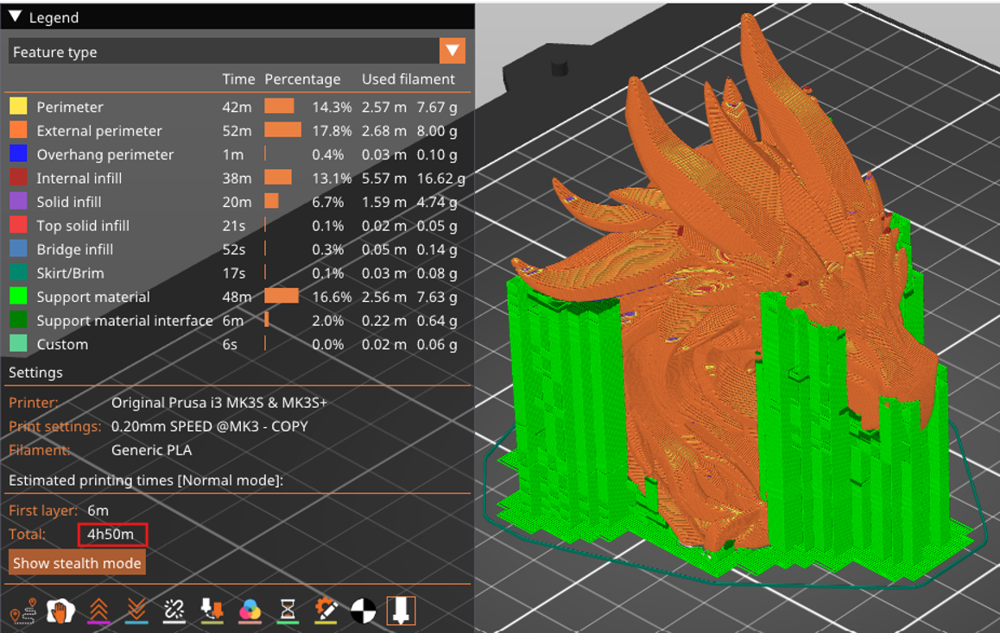 Legend
Feature type
Time Percentage Used filament
Perimeter 42m 14.3% 2.57 m 7.67 g
External perimeter 52m 17.8% 2.68 m 8.00 g
Overhang perimeter 1m 0.4% 0.03 m 0.10 g
Internal infill 38m 13.1% 5.57 m 16.62 g
Solid infill 20m 6.7% 1.59 m 4.74 g
Top solid infill 21s 0.1% 0.02 m 0.05 g
Bridge infill 52s 0.3% 0.05 m 0.14 g
Skirt/Brim 17s 0.1% 0.03 m 0.08 g
Support material 48m 16.6% 2.56 m 7.63 g
Support material interface 6m 2.0% 0.22 m 0.64 g
Custom 6s 0.0% 0.02 m 0.06 g
Settings
Printer: Original Prusa i3 MK3S & MK3S+
Print settings: 0.20mm SPEED @MK3 - COPY
Filament: Generic PLA
Estimated printing times [Normal mode]:
First layer: 6m
Total: 4h50m
Show stealth mode